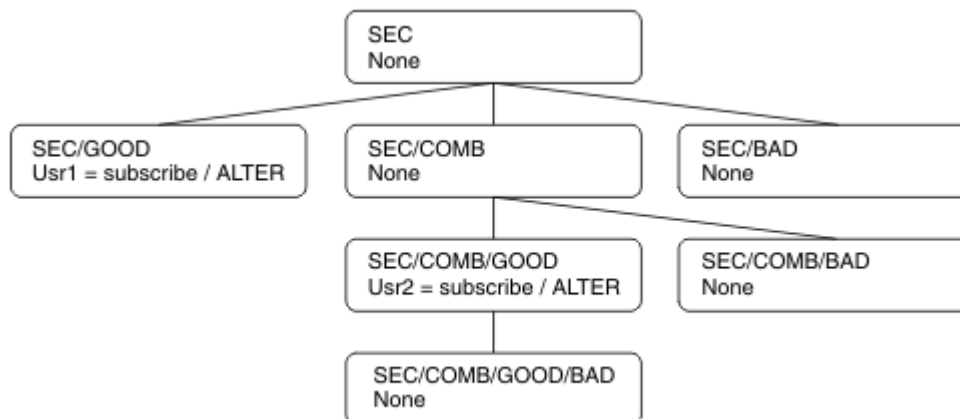 SEC
None
SEC/GOOD
Usr1 = subscribe / ALTER
SEC/COMB
None
SEC/BAD
None
SEC/COMB/GOOD
Usr2 = subscribe / ALTER
SEC/COMB/BAD
None
SEC/COMB/GOOD/BAD
None